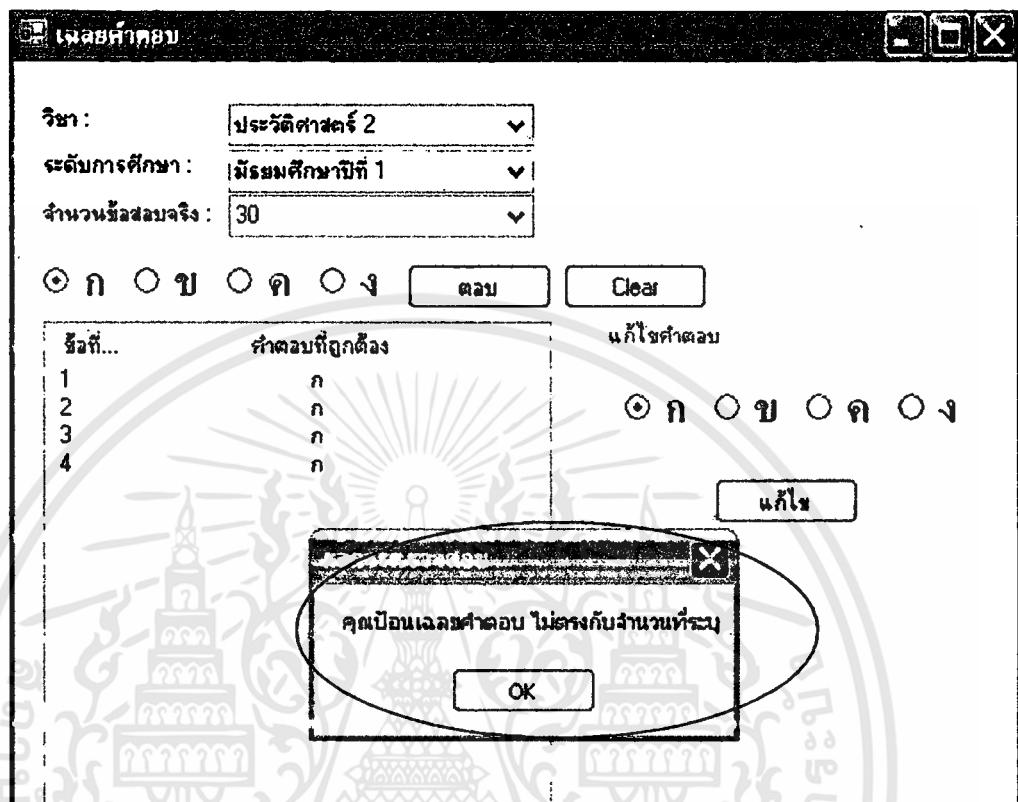 เฉลยคำตอบ
วิชา : ประวัติศาสตร์ 2
ระดับการศึกษา : มัธยมศึกษาปีที่ 1
จำนวนข้อสอบจริง : 30
ก ข ค ง ตอบ Clear
ข้อที่... คำตอบที่ถูกต้อง
1 ก
2 ก
3 ก
4 ก
แก้ไขคำตอบ
ก ข ค ง
แก้ไข
คุณป้อนเฉลยคำตอบ ไม่ตรงกับจำนวนที่ระบุ
OK